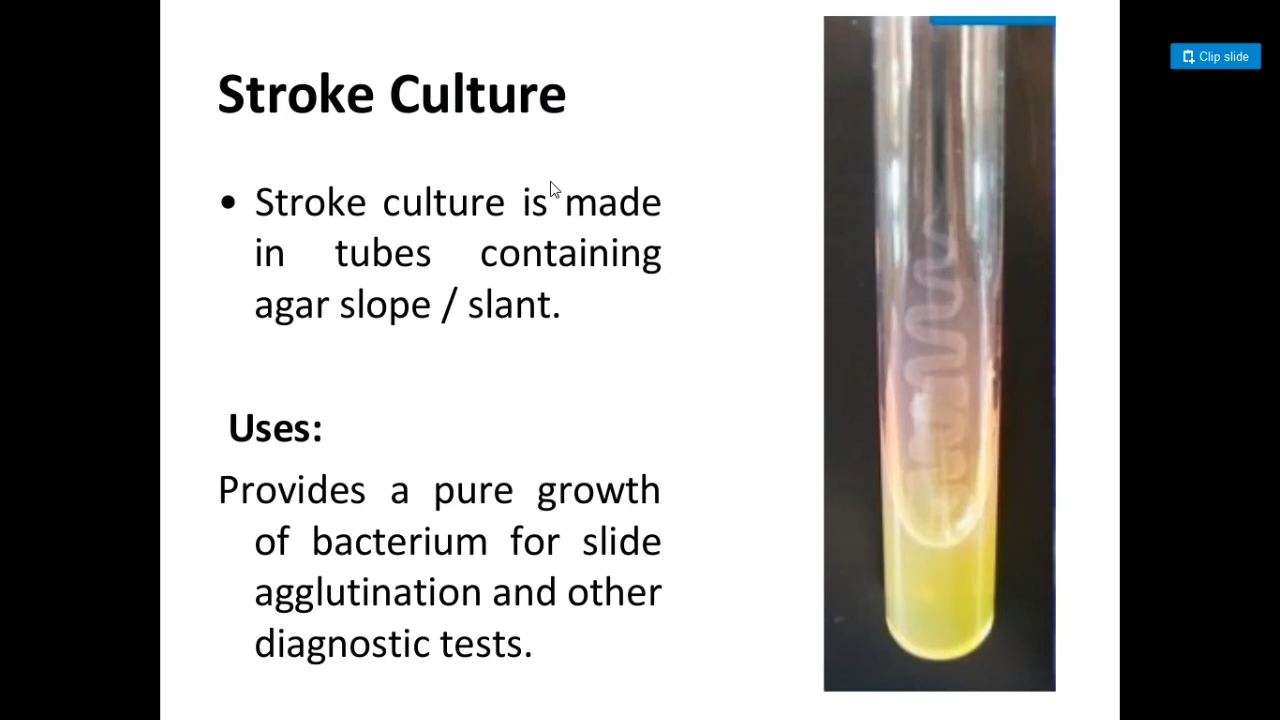 Stroke Culture
Clip slide
• Stroke culture is made
in tubes containing
agar slope / slant.
Uses:
Provides a pure growth
of bacterium for slide
agglutination and other
diagnostic tests.